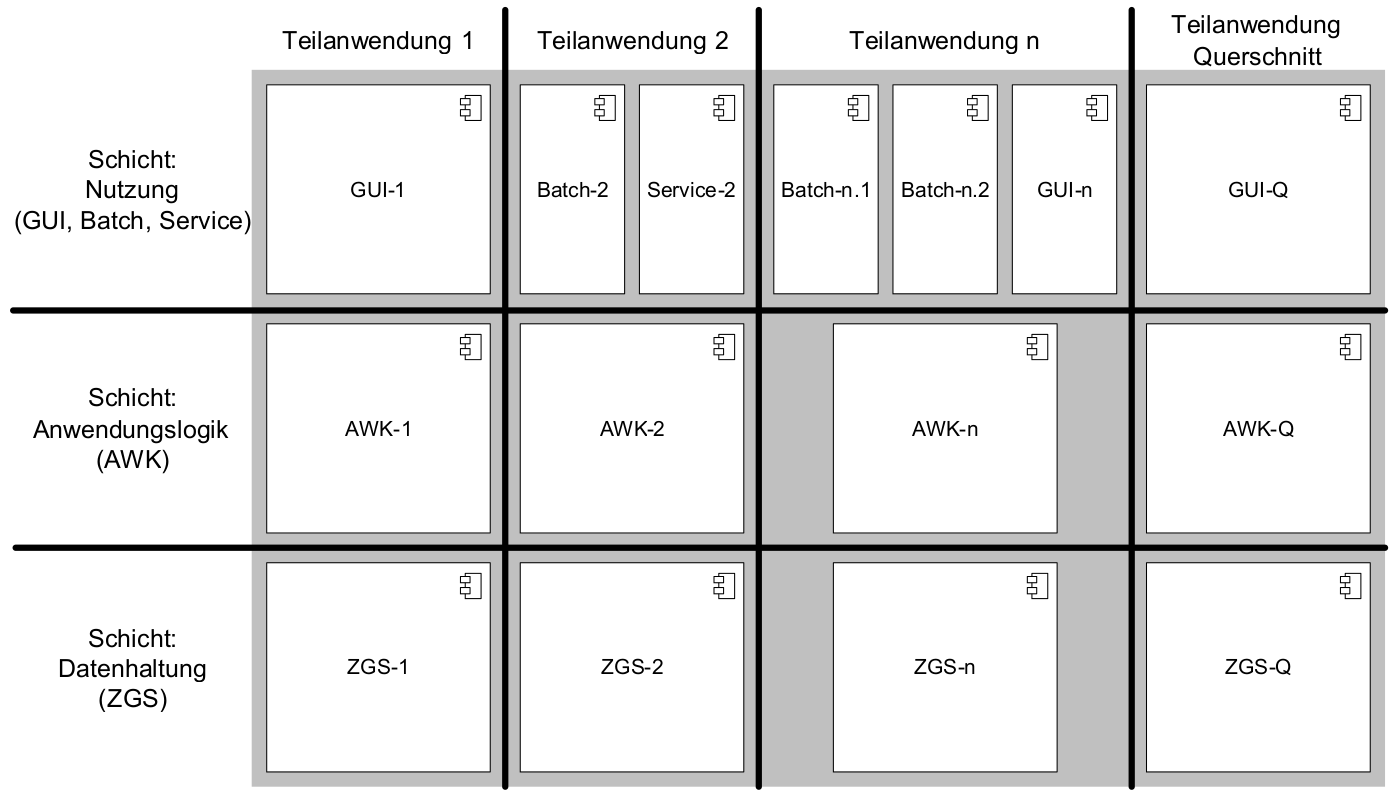 Teilanwendung 1
Teilanwendung 2
Teilanwendung n
Teilanwendung
Querschnitt
Schicht:
Nutzung
(GUI, Batch, Service)
GUI-1
Batch-2
Service-2
Batch-n.1
Batch-n.2
GUI-n
GUI-Q
Schicht:
Anwendungslogik
(AWK)
AWK-1
AWK-2
AWK-n
AWK-Q
Schicht:
Datenhaltung
(ZGS)
ZGS-1
ZGS-2
ZGS-n
ZGS-Q